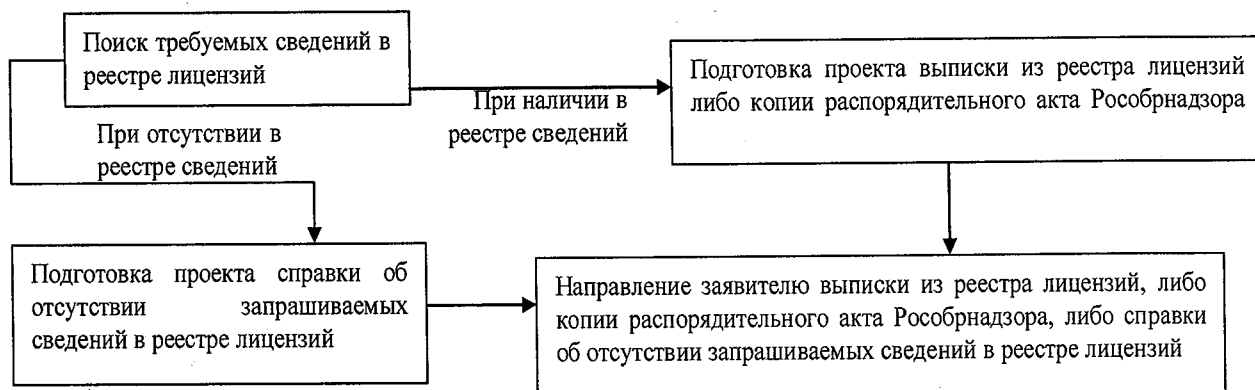 Поиск требуемых сведений в
реестре лицензий
При наличии в
реестре сведений
Подготовка проекта выписки из реестра лицензий
либо копии распорядительного акта Рособрнадзора
При отсутствии в
реестре сведений
Подготовка проекта справки об
отсутствии запрашиваемых
сведений в реестре лицензий
Направление заявителю выписки из реестра лицензий, либо
копии распорядительного акта Рособрнадзора, либо справки
об отсутствии запрашиваемых сведений в реестре лицензий